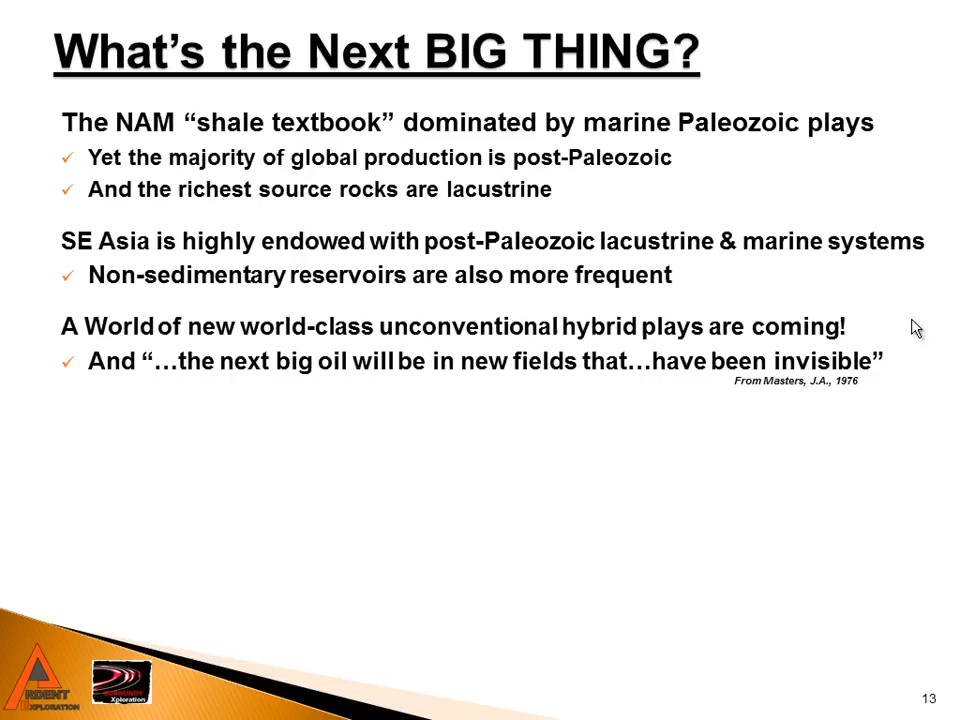 What's the Next BIG THING?
The NAM “shale textbook” dominated by marine Paleozoic plays
✓ Yet the majority of global production is post-Paleozoic
✓ And the richest source rocks are lacustrine
SE Asia is highly endowed with post-Paleozoic lacustrine & marine systems
✓ Non-sedimentary reservoirs are also more frequent
A World of new world-class unconventional hybrid plays are coming!
✓ And “…the next big oil will be in new fields that…have been invisible”
From Masters, J.A., 1976
ARDENT
EXPLORATION
Xploration
13